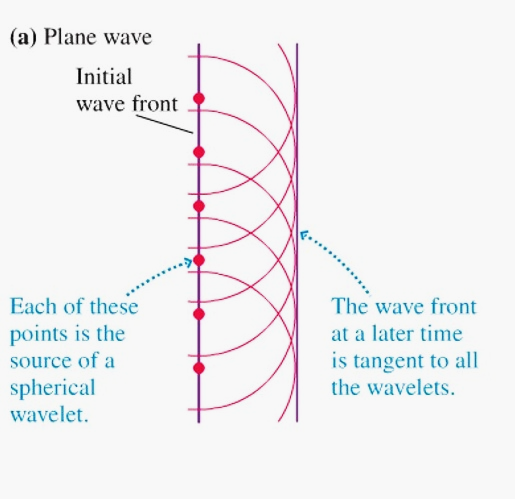 (a) Plane wave
Initial
wave front
Each of these
points is the
source of a
spherical
wavelet.
The wave front
at a later time
is tangent to all
the wavelets.